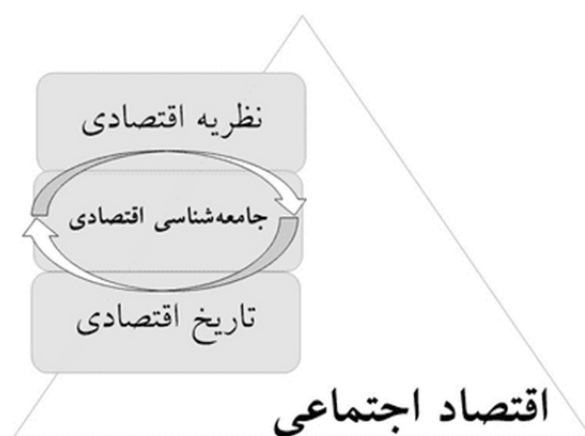 نظریه اقتصادی
جامعه‌شناسی اقتصادی
تاریخ اقتصادی
اقتصاد اجتماعی